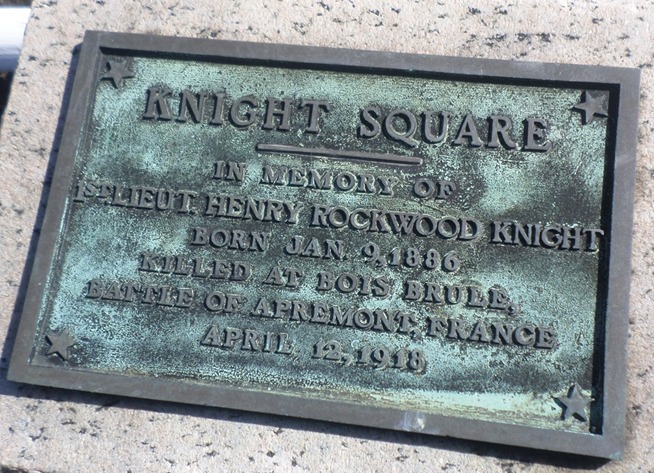 KNIGHT SQUARE
IN MEMORY OF
1ST LIEUT. HENRY ROCKWOOD KNIGHT
BORN JAN. 9, 1886
KILLED AT BOIS BRULE,
BATTLE OF APREMONT, FRANCE
APRIL, 12, 1918